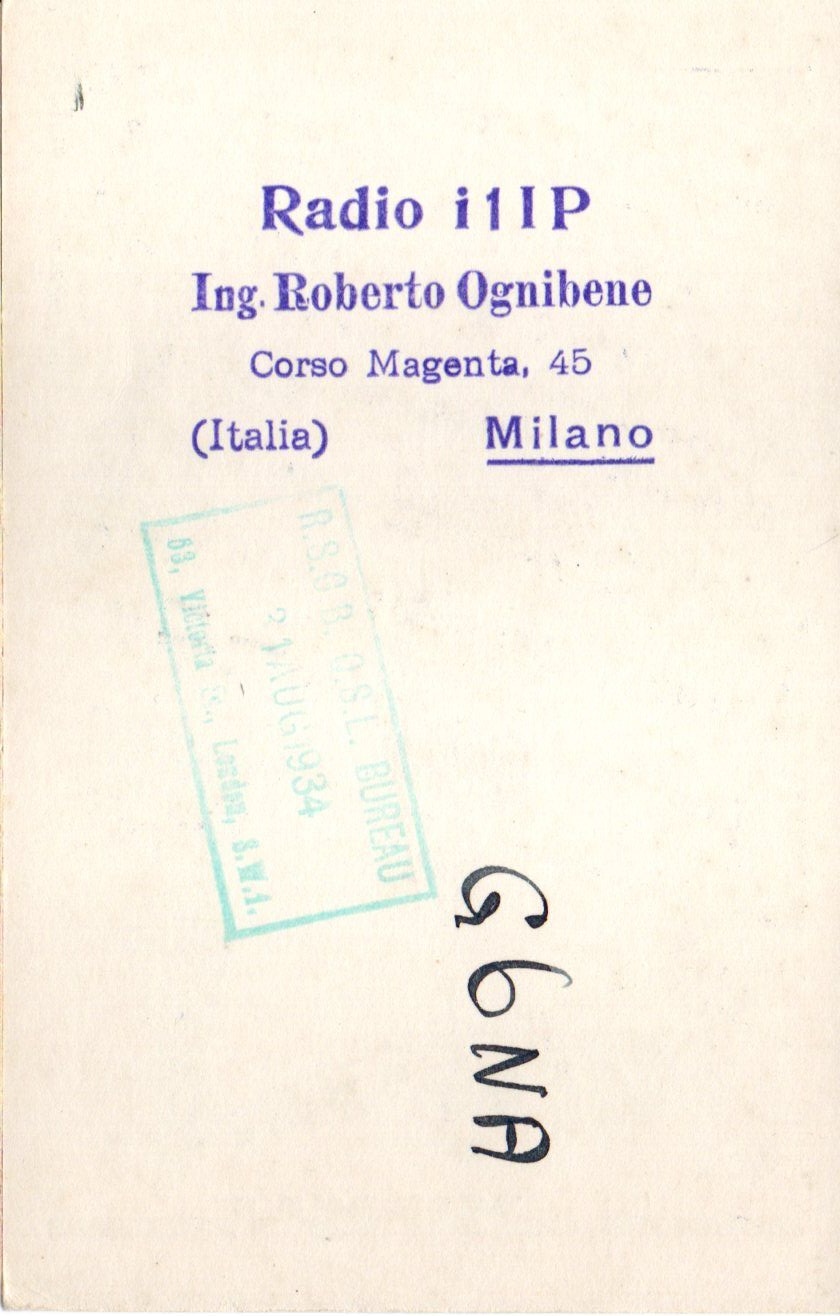 Radio i1IP
Ing. Roberto Ognibene
Corso Magenta, 45
(Italia) Milano
R.S.G.B. Q.S.L. BUREAU
21 AUG 1934
53, Victoria St., London, S.W.1.
G6NA